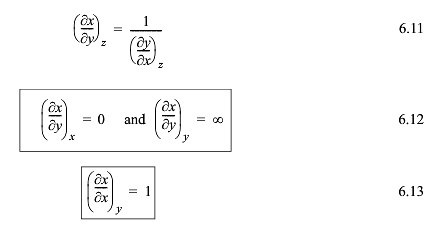 (∂x/∂y)_z = 1/(∂y/∂x)_z 6.11
(∂x/∂y)_x = 0 and (∂x/∂y)_y = ∞ 6.12
(∂x/∂x)_y = 1 6.13